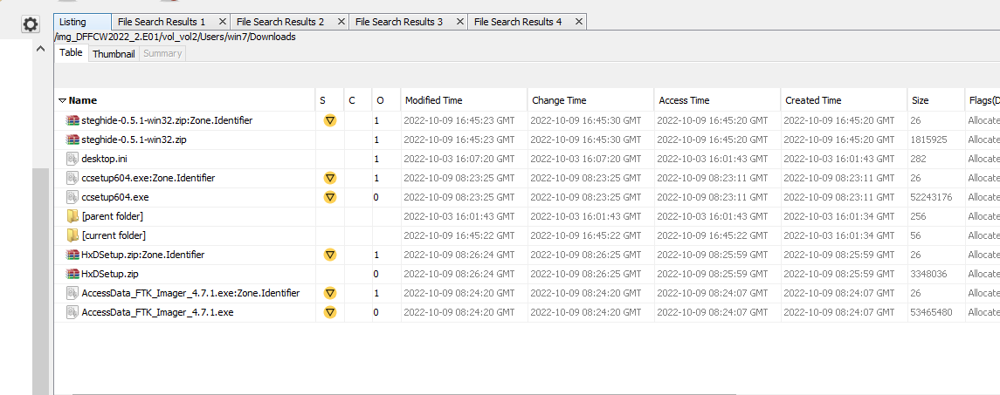 Listing File Search Results 1 File Search Results 2 File Search Results 3 File Search Results 4
/img_DFFCW2022_2.E01/vol_vol2/Users/win7/Downloads
Table Thumbnail Summary
Name S C O Modified Time Change Time Access Time Created Time Size Flags(D
steghide-0.5.1-win32.zip:Zone.Identifier 1 2022-10-09 16:45:23 GMT 2022-10-09 16:45:30 GMT 2022-10-09 16:45:20 GMT 2022-10-09 16:45:20 GMT 26 Allocate
steghide-0.5.1-win32.zip 1 2022-10-09 16:45:23 GMT 2022-10-09 16:45:30 GMT 2022-10-09 16:45:20 GMT 2022-10-09 16:45:20 GMT 1815925 Allocate
desktop.ini 1 2022-10-03 16:07:20 GMT 2022-10-03 16:07:20 GMT 2022-10-03 16:01:43 GMT 2022-10-03 16:01:43 GMT 282 Allocate
ccsetup604.exe:Zone.Identifier 1 2022-10-09 08:23:25 GMT 2022-10-09 08:23:25 GMT 2022-10-09 08:23:11 GMT 2022-10-09 08:23:11 GMT 26 Allocate
ccsetup604.exe 0 2022-10-09 08:23:25 GMT 2022-10-09 08:23:25 GMT 2022-10-09 08:23:11 GMT 2022-10-09 08:23:11 GMT 52243176 Allocate
[parent folder] 2022-10-03 16:01:43 GMT 2022-10-03 16:01:43 GMT 2022-10-03 16:01:43 GMT 2022-10-03 16:01:34 GMT 256 Allocate
[current folder] 2022-10-09 16:45:22 GMT 2022-10-09 16:45:22 GMT 2022-10-09 16:45:22 GMT 2022-10-03 16:01:34 GMT 56 Allocate
HxDSetup.zip:Zone.Identifier 1 2022-10-09 08:26:24 GMT 2022-10-09 08:26:25 GMT 2022-10-09 08:25:59 GMT 2022-10-09 08:25:59 GMT 26 Allocate
HxDSetup.zip 0 2022-10-09 08:26:24 GMT 2022-10-09 08:26:25 GMT 2022-10-09 08:25:59 GMT 2022-10-09 08:25:59 GMT 3348036 Allocate
AccessData_FTK_Imager_4.7.1.exe:Zone.Identifier 1 2022-10-09 08:24:20 GMT 2022-10-09 08:24:20 GMT 2022-10-09 08:24:07 GMT 2022-10-09 08:24:07 GMT 26 Allocate
AccessData_FTK_Imager_4.7.1.exe 0 2022-10-09 08:24:20 GMT 2022-10-09 08:24:20 GMT 2022-10-09 08:24:07 GMT 2022-10-09 08:24:07 GMT 53465480 Allocate